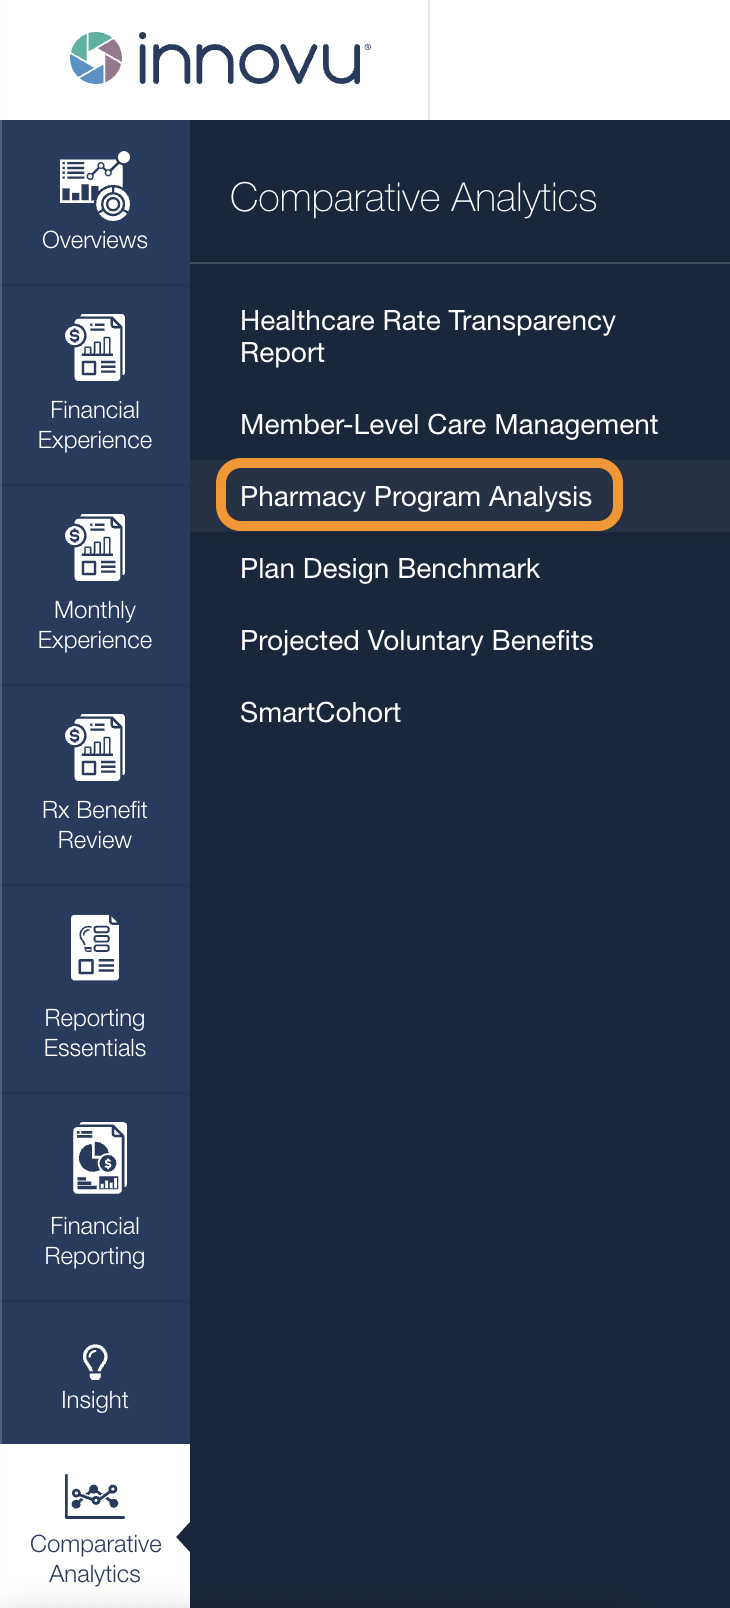 innovu®
Overviews
Financial
Experience
Monthly
Experience
Rx Benefit
Review
Reporting
Essentials
Financial
Reporting
Insight
Comparative
Analytics
Comparative Analytics
Healthcare Rate Transparency
Report
Member-Level Care Management
Pharmacy Program Analysis
Plan Design Benchmark
Projected Voluntary Benefits
SmartCohort